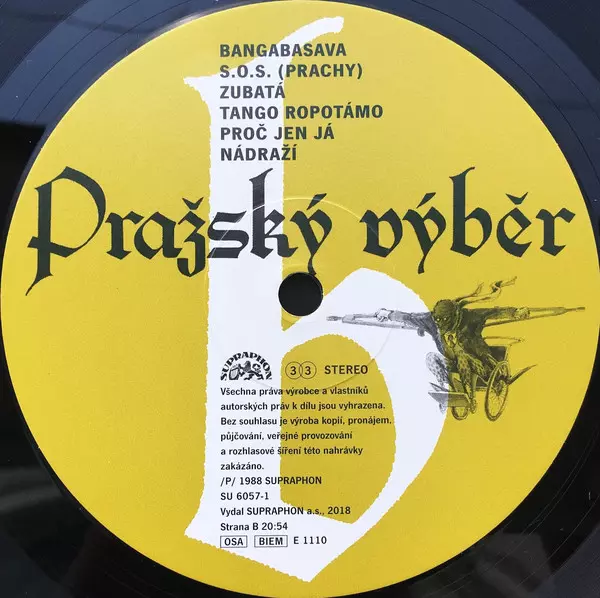 BANGABASAVA
S.O.S. (PRACHY)
ZUBATÁ
TANGO ROPOTÁMO
PROČ JEN JÁ
NÁDRAŽÍ
Pražský výběr
b
SUPRAPHON
33 STEREO
Všechna práva výrobce a vlastníků
autorských práv k dílu jsou vyhrazena.
Bez souhlasu je výroba kopií, pronájem,
půjčování, veřejné provozování
a rozhlasové šíření této nahrávky
zakázáno.
/P/ 1988 SUPRAPHON
SU 6057-1
Vydal SUPRAPHON a.s., 2018
Strana B 20:54
OSA BIEM E 1110